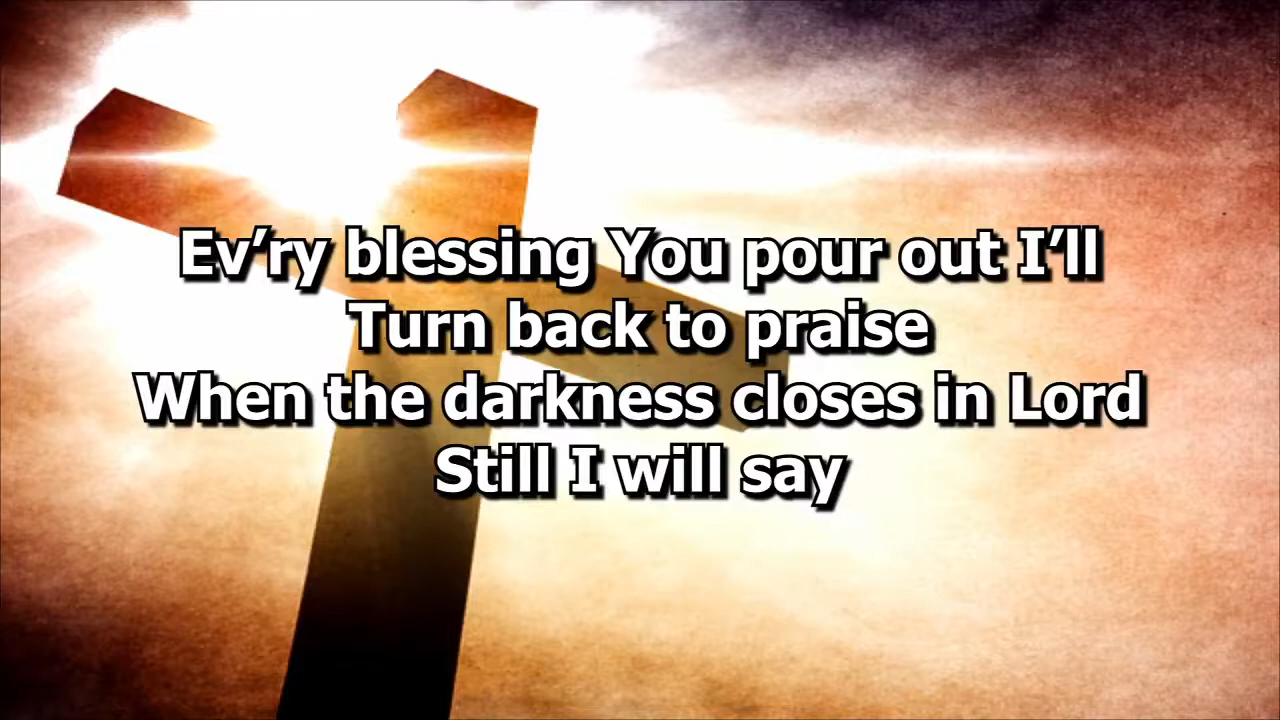 Ev’ry blessing You pour out I’ll
Turn back to praise
When the darkness closes in Lord
Still I will say